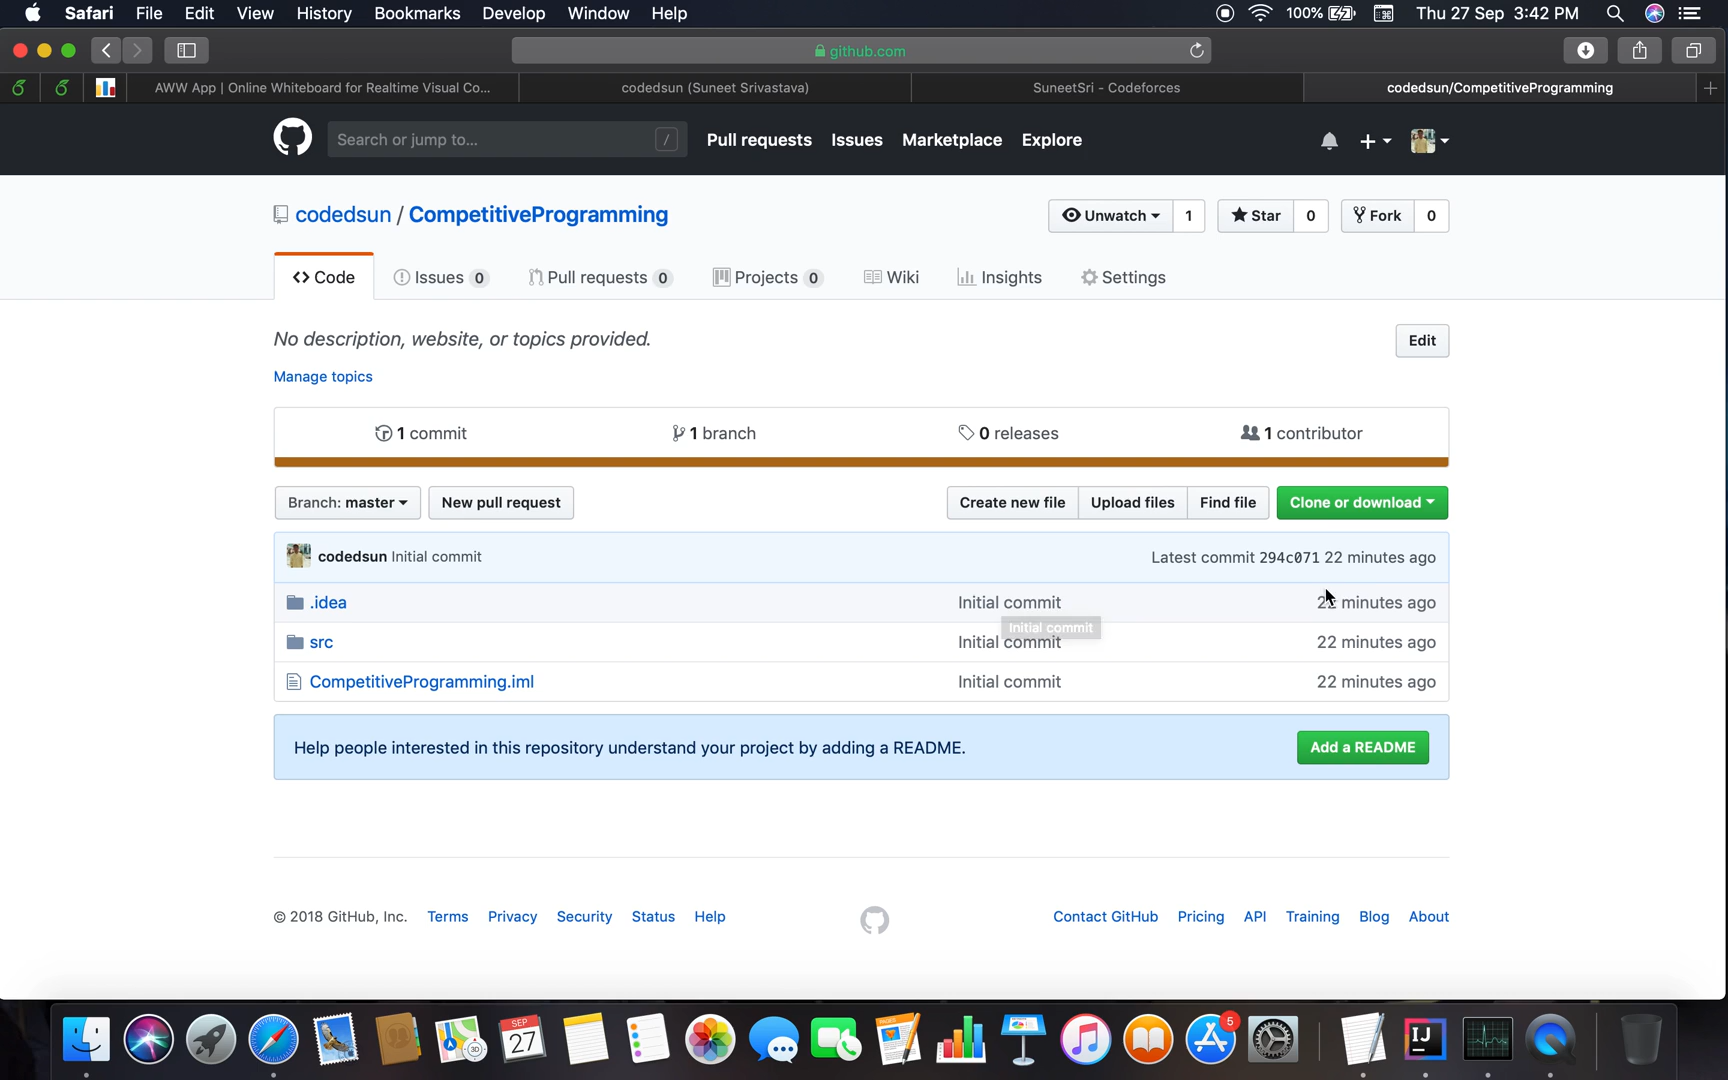 Safari File Edit View History Bookmarks Develop Window Help 100% Thu 27 Sep 3:42 PM
github.com
AWW App | Online Whiteboard for Realtime Visual Co... codedsun (Suneet Srivastava) SuneetSri - Codeforces codedsun/CompetitiveProgramming
Search or jump to... / Pull requests Issues Marketplace Explore
codedsun / CompetitiveProgramming Unwatch 1 Star 0 Fork 0
Code Issues 0 Pull requests 0 Projects 0 Wiki Insights Settings
No description, website, or topics provided. Edit
Manage topics
1 commit 1 branch 0 releases 1 contributor
Branch: master New pull request Create new file Upload files Find file Clone or download
codedsun Initial commit Latest commit 294c071 22 minutes ago
.idea Initial commit 22 minutes ago
Initial commit
src Initial commit 22 minutes ago
CompetitiveProgramming.iml Initial commit 22 minutes ago
Help people interested in this repository understand your project by adding a README. Add a README
© 2018 GitHub, Inc. Terms Privacy Security Status Help Contact GitHub Pricing API Training Blog About
SEP
27
5
IJ